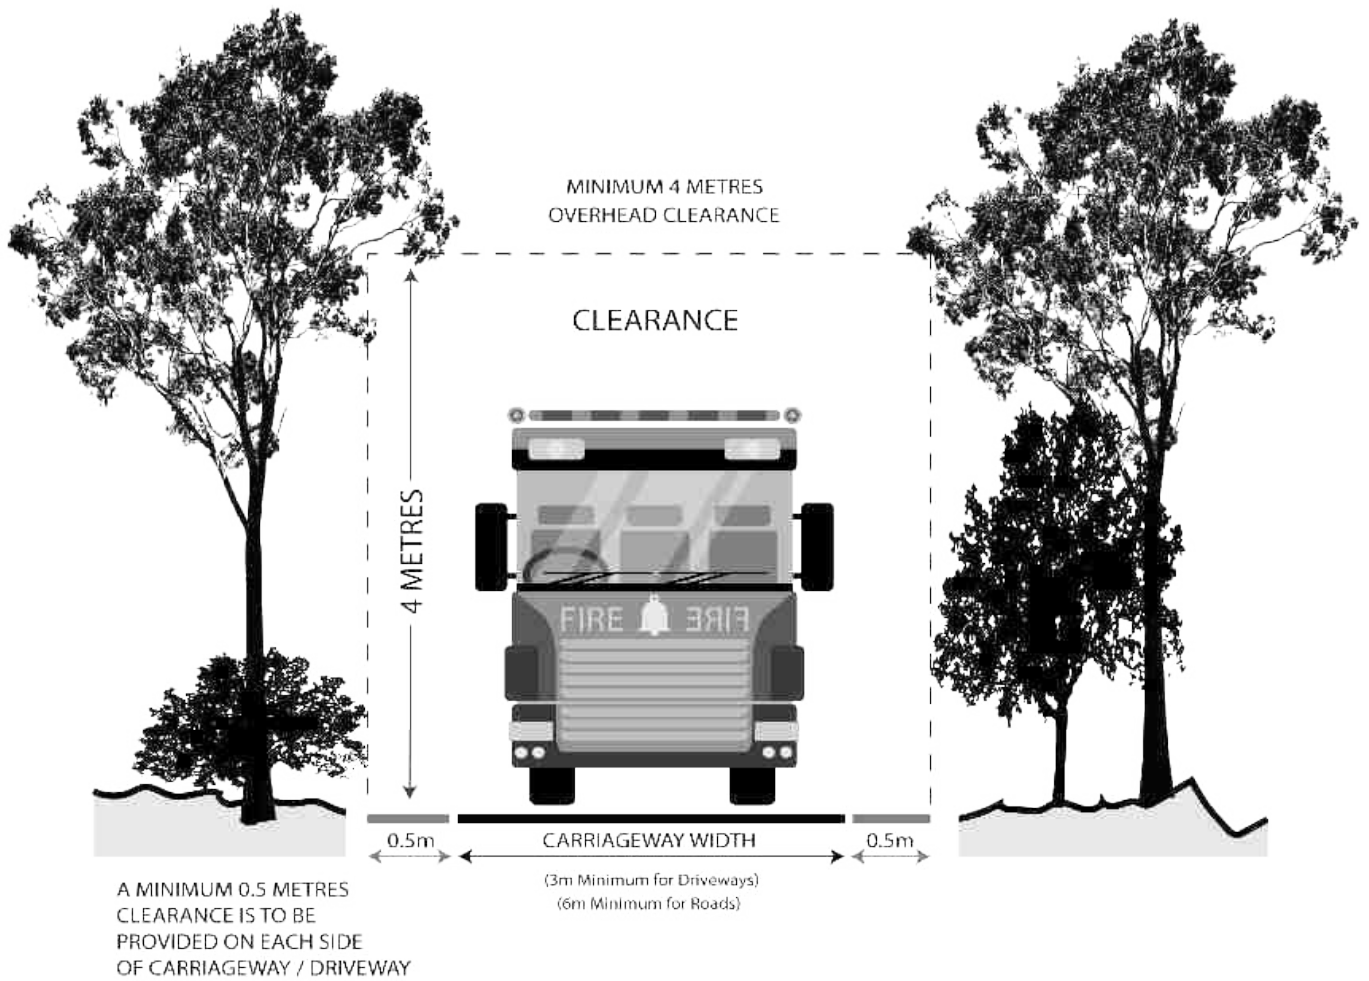 MINIMUM 4 METRES
OVERHEAD CLEARANCE
CLEARANCE
4 METRES
FIRE FIRE
0.5m
CARRIAGEWAY WIDTH
0.5m
(3m Minimum for Driveways)
(6m Minimum for Roads)
A MINIMUM 0.5 METRES
CLEARANCE IS TO BE
PROVIDED ON EACH SIDE
OF CARRIAGEWAY / DRIVEWAY